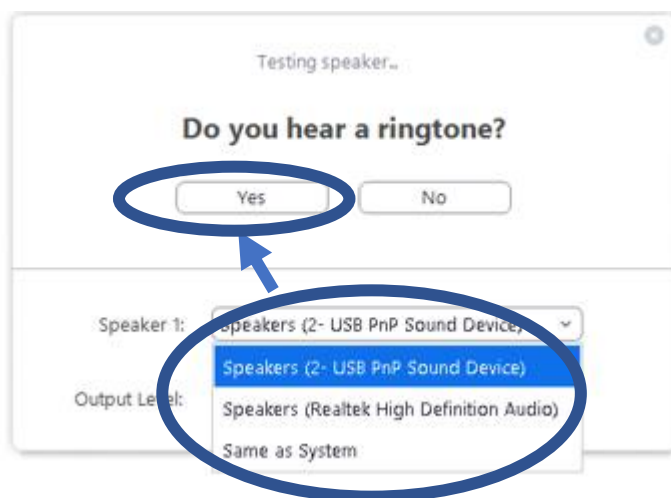 Testing speaker...
Do you hear a ringtone?
Yes No
Speaker 1: Speakers (2- USB PnP Sound Device)
Speakers (2- USB PnP Sound Device)
Output Level:
Speakers (Realtek High Definition Audio)
Same as System